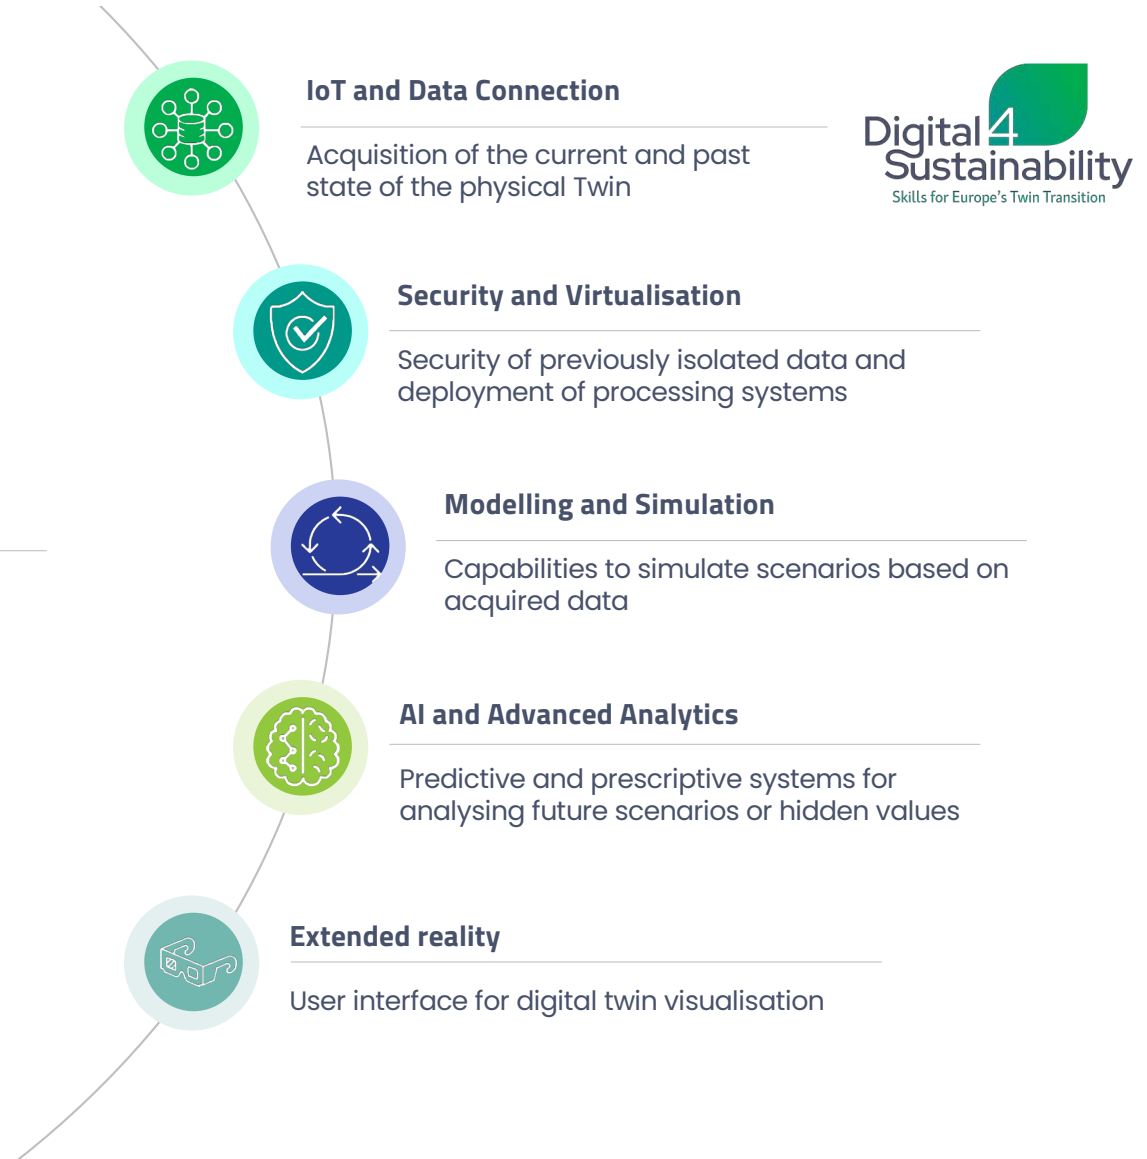 IoT and Data Connection
Acquisition of the current and past
state of the physical Twin
Digital 4
Sustainability
Skills for Europe's Twin Transition
Security and Virtualisation
Security of previously isolated data and
deployment of processing systems
Modelling and Simulation
Capabilities to simulate scenarios based on
acquired data
AI and Advanced Analytics
Predictive and prescriptive systems for
analysing future scenarios or hidden values
Extended reality
User interface for digital twin visualisation